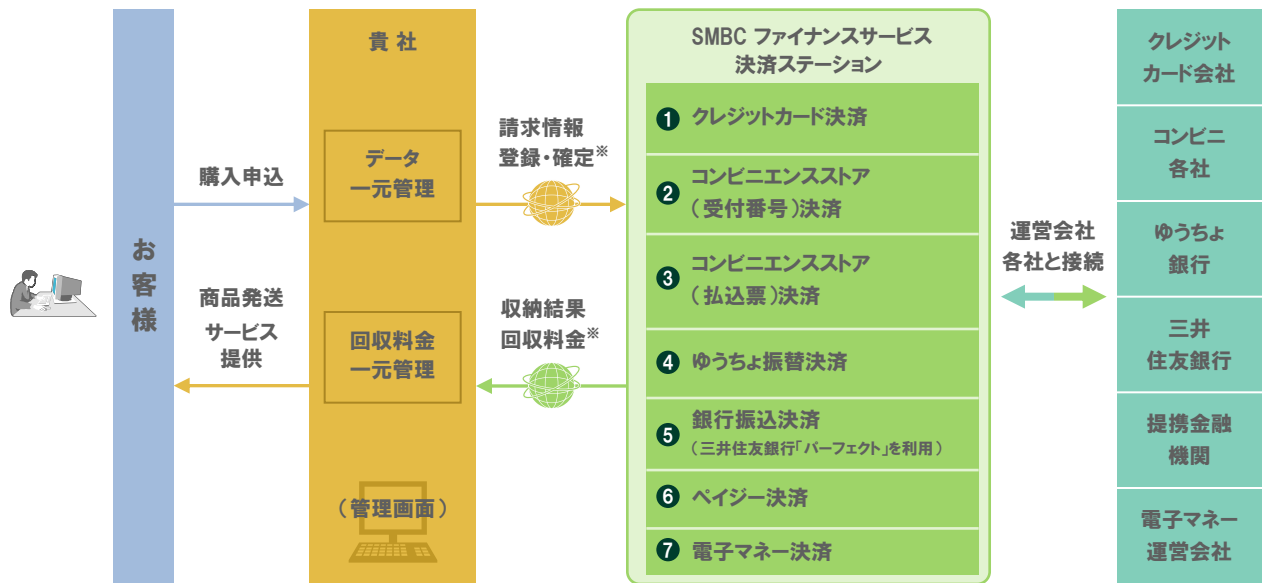 お客様
購入申込
商品発送
サービス
提供
貴社
データ
一元管理
回収料金
一元管理
(管理画面)
請求情報
登録・確定※
収納結果
回収料金※
SMBC ファイナンスサービス
決済ステーション
❶ クレジットカード決済
❷ コンビニエンスストア
(受付番号)決済
❸ コンビニエンスストア
(払込票)決済
❹ ゆうちょ振替決済
❺ 銀行振込決済
(三井住友銀行「パーフェクト」を利用)
❻ ペイジー決済
❼ 電子マネー決済
運営会社
各社と接続
クレジット
カード会社
コンビニ
各社
ゆうちょ
銀行
三井
住友銀行
提携金融
機関
電子マネー
運営会社